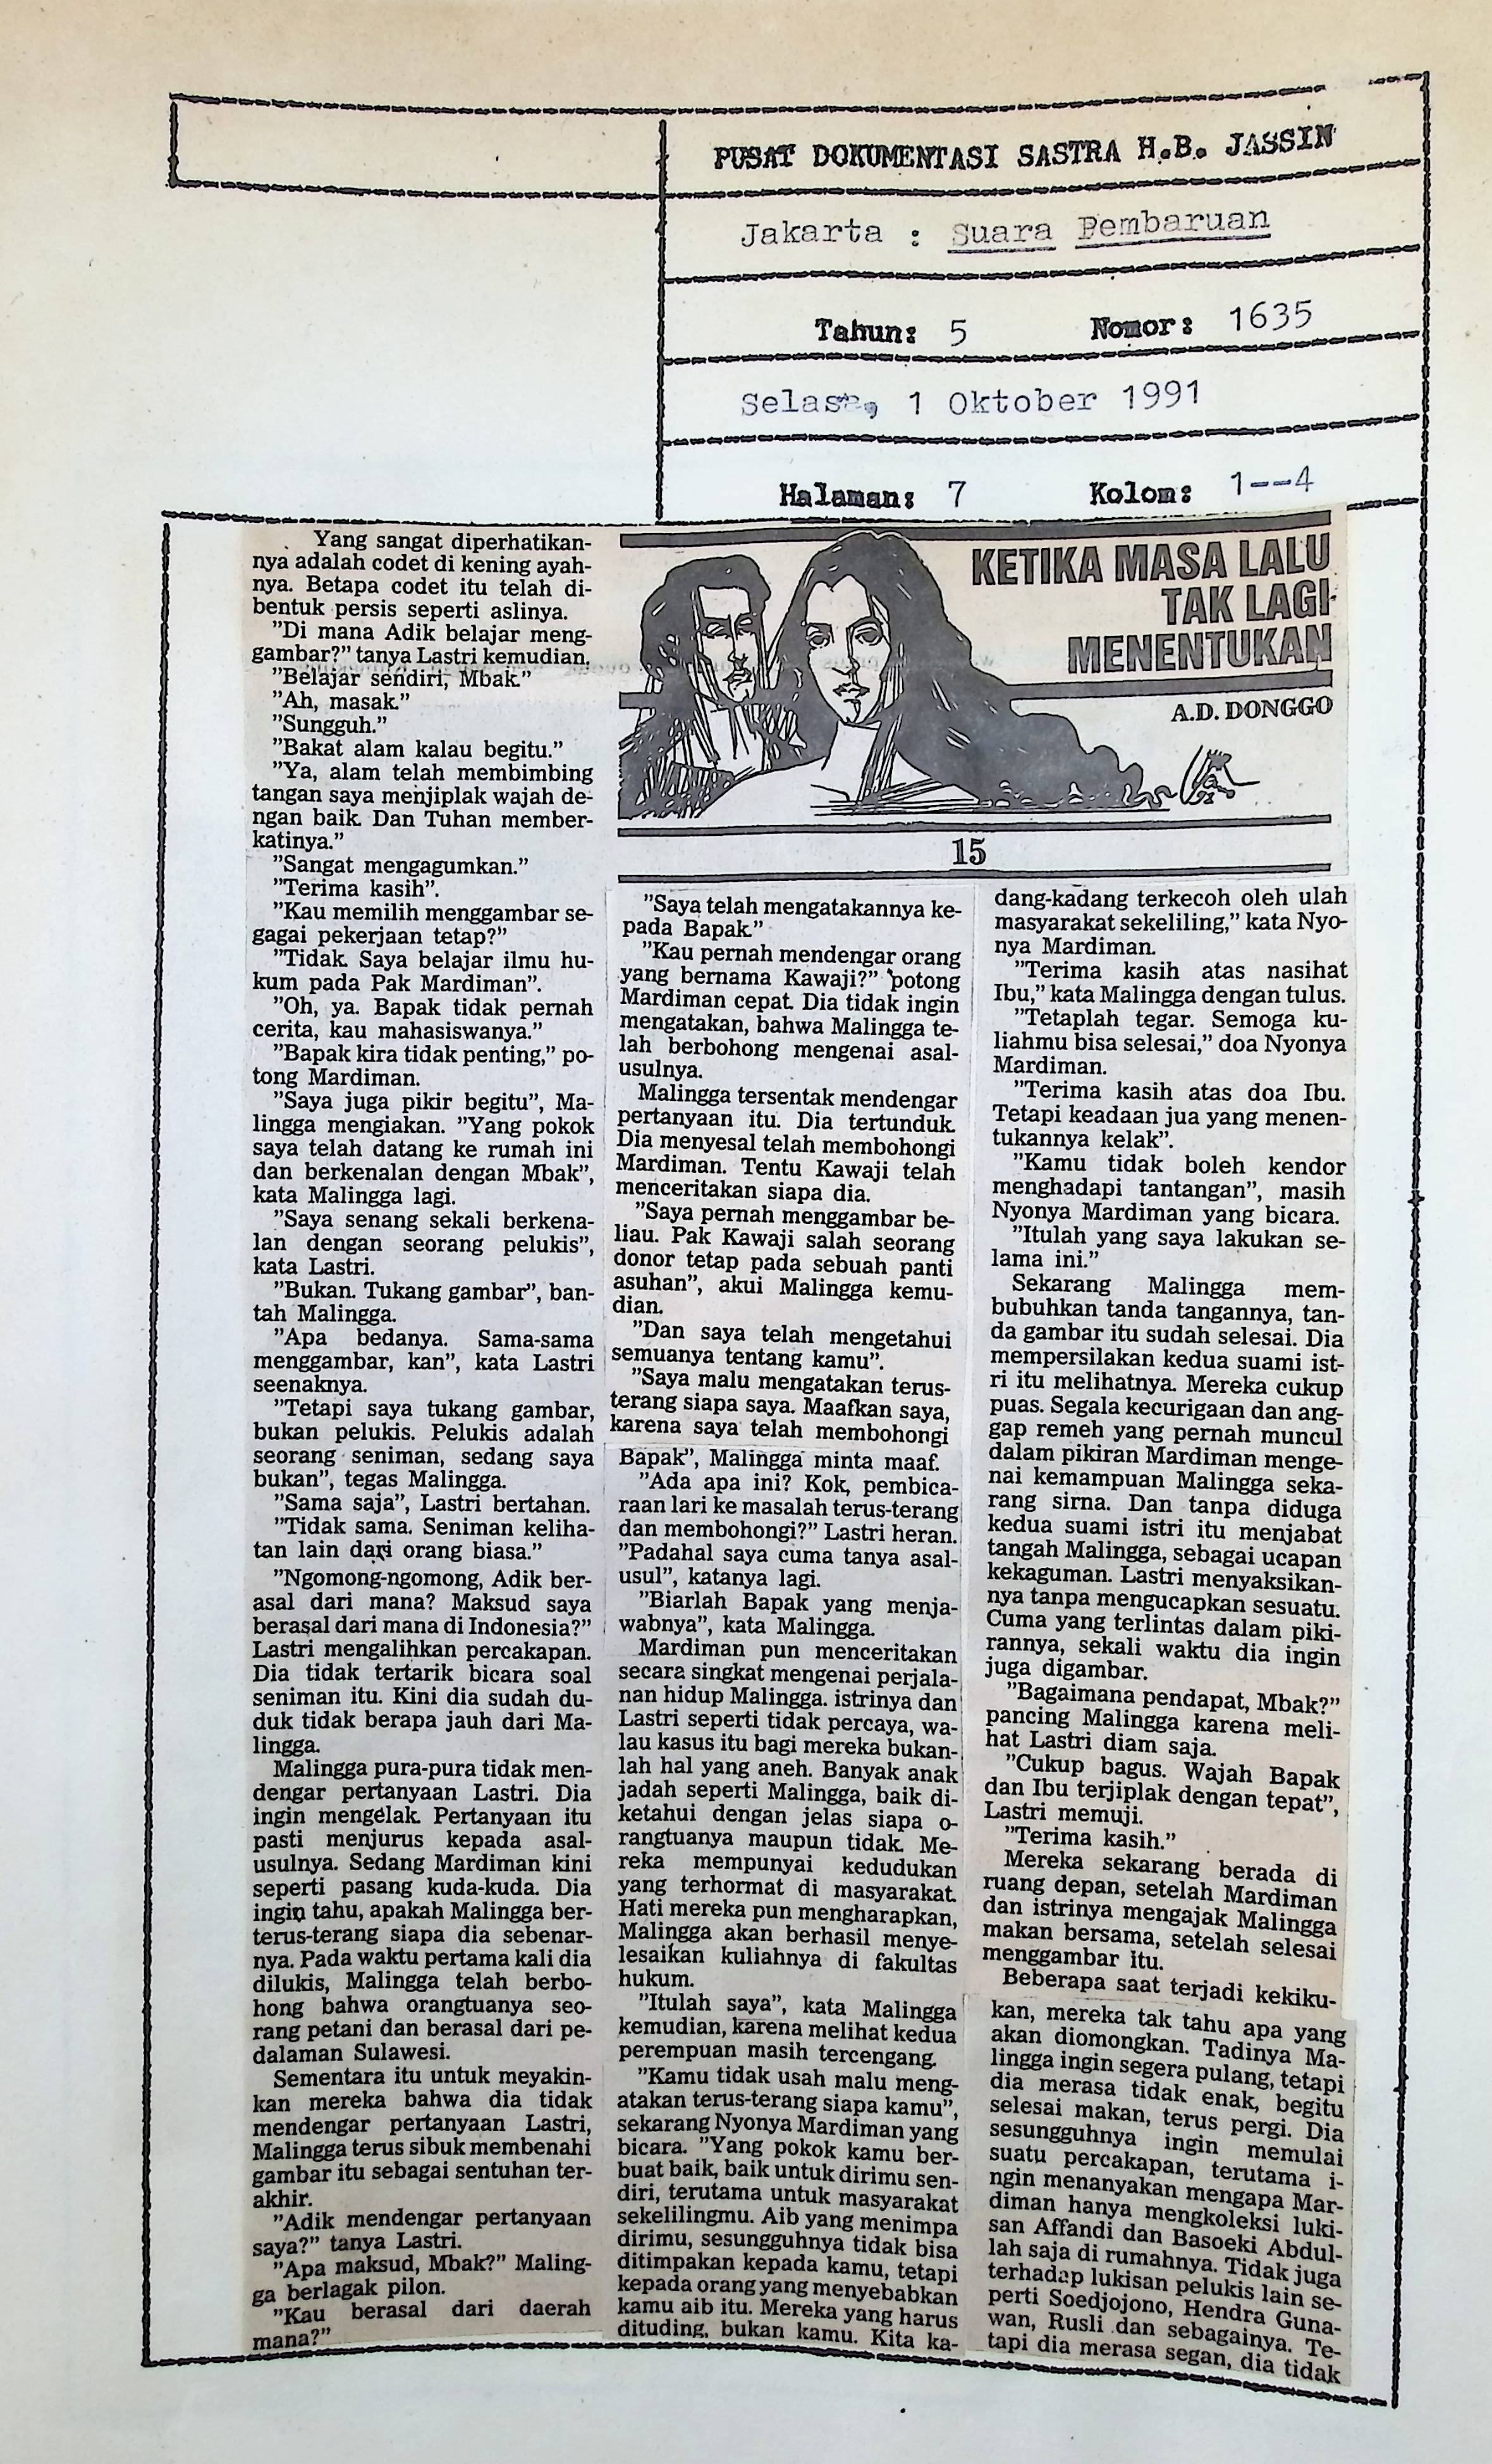 PUSAT DOKUMENTASI SASTRA H.B. JASSIN
Jakarta : Suara Pembaruan
Tahun: 5 Nomor: 1635
Selasa, 1 Oktober 1991
Halaman: 7 Kolom: 1--4
KETIKA MASA LALU
TAK LAGI
MENENTUKAN
A.D. DONGGO
15
Yang sangat diperhatikan-
nya adalah codet di kening ayah-
nya. Betapa codet itu telah di-
bentuk persis seperti aslinya.
"Di mana Adik belajar meng-
gambar?" tanya Lastri kemudian.
"Belajar sendiri, Mbak."
"Ah, masak."
"Sungguh."
"Bakat alam kalau begitu."
"Ya, alam telah membimbing
tangan saya menjiplak wajah de-
ngan baik. Dan Tuhan member-
katinya."
"Sangat mengagumkan."
"Terima kasih".
"Kau memilih menggambar se-
gagai pekerjaan tetap?"
"Tidak. Saya belajar ilmu hu-
kum pada Pak Mardiman".
"Oh, ya. Bapak tidak pernah
cerita, kau mahasiswanya."
"Bapak kira tidak penting," po-
tong Mardiman.
"Saya juga pikir begitu", Ma-
lingga mengiakan. "Yang pokok
saya telah datang ke rumah ini
dan berkenalan dengan Mbak",
kata Malingga lagi.
"Saya senang sekali berkena-
lan dengan seorang pelukis",
kata Lastri.
"Bukan. Tukang gambar", ban-
tah Malingga.
"Apa bedanya. Sama-sama
menggambar, kan", kata Lastri
seenaknya.
"Tetapi saya tukang gambar,
bukan pelukis. Pelukis adalah
seorang seniman, sedang saya
bukan", tegas Malingga.
"Sama saja", Lastri bertahan.
"Tidak sama. Seniman keliha-
tan lain dari orang biasa."
"Ngomong-ngomong, Adik ber-
asal dari mana? Maksud saya
berasal dari mana di Indonesia?"
Lastri mengalihkan percakapan.
Dia tidak tertarik bicara soal
seniman itu. Kini dia sudah du-
duk tidak berapa jauh dari Ma-
lingga.
Malingga pura-pura tidak men-
dengar pertanyaan Lastri. Dia
ingin mengelak. Pertanyaan itu
pasti menjurus kepada asal-
usulnya. Sedang Mardiman kini
seperti pasang kuda-kuda. Dia
ingin tahu, apakah Malingga ber-
terus-terang siapa dia sebenar-
nya. Pada waktu pertama kali dia
dilukis, Malingga telah berbo-
hong bahwa orangtuanya seo-
rang petani dan berasal dari pe-
dalaman Sulawesi.
Sementara itu untuk meyakin-
kan mereka bahwa dia tidak
mendengar pertanyaan Lastri,
Malingga terus sibuk membenahi
gambar itu sebagai sentuhan ter-
akhir.
"Adik mendengar pertanyaan
saya?" tanya Lastri.
"Apa maksud, Mbak?" Maling-
ga berlagak pilon.
"Kau berasal dari daerah
mana?"
"Saya telah mengatakannya ke-
pada Bapak."
"Kau pernah mendengar orang
yang bernama Kawaji?" potong
Mardiman cepat. Dia tidak ingin
mengatakan, bahwa Malingga te-
lah berbohong mengenai asal-
usulnya.
Malingga tersentak mendengar
pertanyaan itu. Dia tertunduk.
Dia menyesal telah membohongi
Mardiman. Tentu Kawaji telah
menceritakan siapa dia.
"Saya pernah menggambar be-
liau. Pak Kawaji salah seorang
donor tetap pada sebuah panti
asuhan", akui Malingga kemu-
dian.
"Dan saya telah mengetahui
semuanya tentang kamu".
"Saya malu mengatakan terus-
terang siapa saya. Maafkan saya,
karena saya telah membohongi
Bapak", Malingga minta maaf.
"Ada apa ini? Kok, pembica-
raan lari ke masalah terus-terang
dan membohongi?" Lastri heran.
"Padahal saya cuma tanya asal-
usul", katanya lagi.
"Biarlah Bapak yang menja-
wabnya", kata Malingga.
Mardiman pun menceritakan
secara singkat mengenai perjala-
nan hidup Malingga. istrinya dan
Lastri seperti tidak percaya, wa-
lau kasus itu bagi mereka bukan-
lah hal yang aneh. Banyak anak
jadah seperti Malingga, baik di-
ketahui dengan jelas siapa o-
rangtuanya maupun tidak. Me-
reka mempunyai kedudukan
yang terhormat di masyarakat.
Hati mereka pun mengharapkan,
Malingga akan berhasil menye-
lesaikan kuliahnya di fakultas
hukum.
"Itulah saya", kata Malingga
kemudian, karena melihat kedua
perempuan masih tercengang.
"Kamu tidak usah malu meng-
atakan terus-terang siapa kamu",
sekarang Nyonya Mardiman yang
bicara. "Yang pokok kamu ber-
buat baik, baik untuk dirimu sen-
diri, terutama untuk masyarakat
sekelilingmu. Aib yang menimpa
dirimu, sesungguhnya tidak bisa
ditimpakan kepada kamu, tetapi
kepada orang yang menyebabkan
kamu aib itu. Mereka yang harus
dituding, bukan kamu. Kita ka-
dang-kadang terkecoh oleh ulah
masyarakat sekeliling," kata Nyo-
nya Mardiman.
"Terima kasih atas nasihat
Ibu," kata Malingga dengan tulus.
"Tetaplah tegar. Semoga ku-
liahmu bisa selesai," doa Nyonya
Mardiman.
"Terima kasih atas doa Ibu.
Tetapi keadaan jua yang menen-
tukannya kelak".
"Kamu tidak boleh kendor
menghadapi tantangan", masih
Nyonya Mardiman yang bicara.
"Itulah yang saya lakukan se-
lama ini."
Sekarang Malingga mem-
bubuhkan tanda tangannya, tan-
da gambar itu sudah selesai. Dia
mempersilakan kedua suami ist-
ri itu melihatnya. Mereka cukup
puas. Segala kecurigaan dan ang-
gap remeh yang pernah muncul
dalam pikiran Mardiman menge-
nai kemampuan Malingga seka-
rang sirna. Dan tanpa diduga
kedua suami istri itu menjabat
tangah Malingga, sebagai ucapan
kekaguman. Lastri menyaksikan-
nya tanpa mengucapkan sesuatu.
Cuma yang terlintas dalam piki-
rannya, sekali waktu dia ingin
juga digambar.
"Bagaimana pendapat, Mbak?"
pancing Malingga karena meli-
hat Lastri diam saja.
"Cukup bagus. Wajah Bapak
dan Ibu terjiplak dengan tepat",
Lastri memuji.
"Terima kasih."
Mereka sekarang berada di
ruang depan, setelah Mardiman
dan istrinya mengajak Malingga
makan bersama, setelah selesai
menggambar itu.
Beberapa saat terjadi kekiku-
kan, mereka tak tahu apa yang
akan diomongkan. Tadinya Ma-
lingga ingin segera pulang, tetapi
dia merasa tidak enak, begitu
selesai makan, terus pergi. Dia
sesungguhnya ingin memulai
suatu percakapan, terutama i-
ngin menanyakan mengapa Mar-
diman hanya mengkoleksi luki-
san Affandi dan Basoeki Abdul-
lah saja di rumahnya. Tidak juga
terhadap lukisan pelukis lain se-
perti Soedjojono, Hendra Guna-
wan, Rusli dan sebagainya. Te-
tapi dia merasa segan, dia tidak